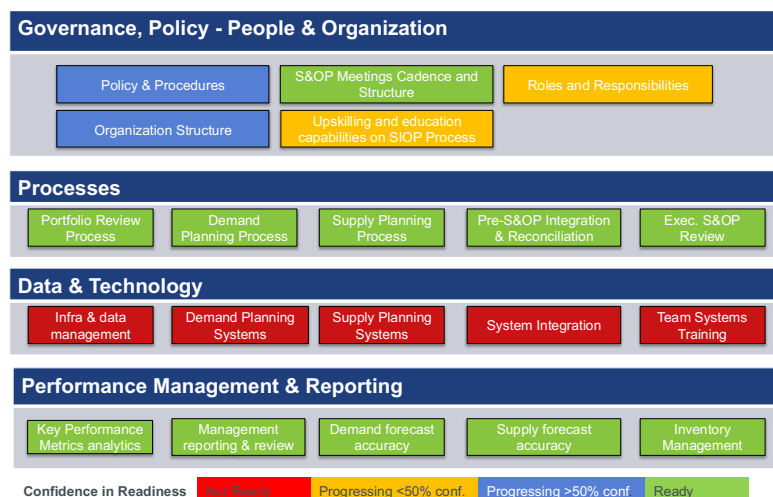 Governance, Policy - People & Organization
Policy & Procedures
S&OP Meetings Cadence and
Structure
Roles and Responsibilities
Organization Structure
Upskilling and education
capabilities on SIOP Process
Processes
Portfolio Review
Process
Demand
Planning Process
Supply Planning
Process
Pre-S&OP Integration
& Reconciliation
Exec. S&OP
Review
Data & Technology
Infra & data
management
Demand Planning
Systems
Supply Planning
Systems
System Integration
Team Systems
Training
Performance Management & Reporting
Key Performance
Metrics analytics
Management
reporting & review
Demand forecast
accuracy
Supply forecast
accuracy
Inventory
Management
Confidence in Readiness
Not Ready
Progressing <50% conf.
Progressing >50% conf.
Ready